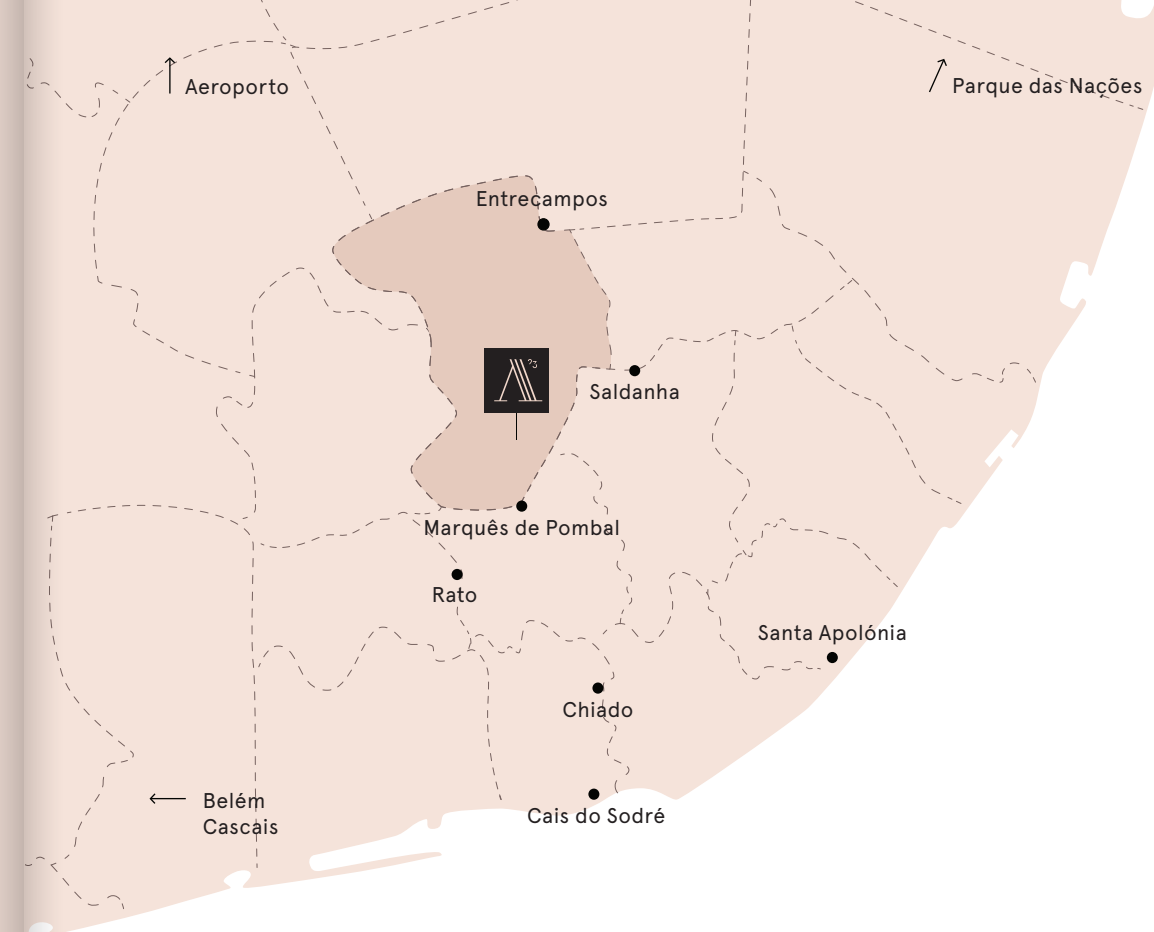 Aeroporto
Parque das Nações
Entrecampos
Saldanha
Marquês de Pombal
Rato
Santa Apolónia
Chiado
Belém
Cascais
Cais do Sodré